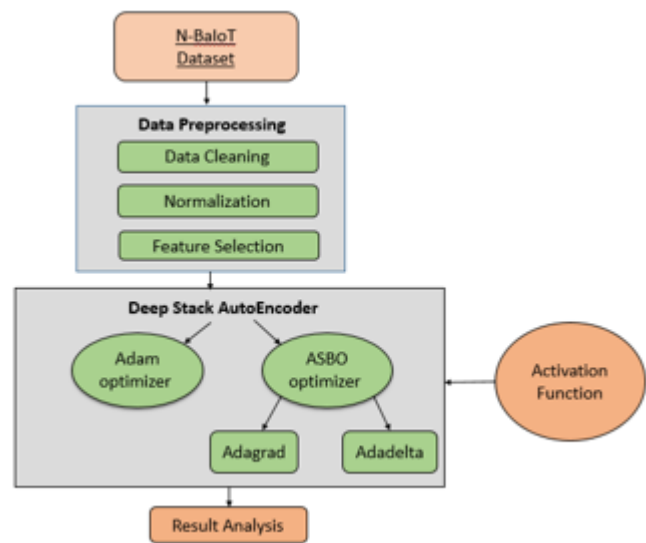 N-BaIoT
Dataset
Data Preprocessing
Data Cleaning
Normalization
Feature Selection
Deep Stack AutoEncoder
Adam
optimizer
ASBO
optimizer
Activation
Function
Adagrad
Adadelta
Result Analysis